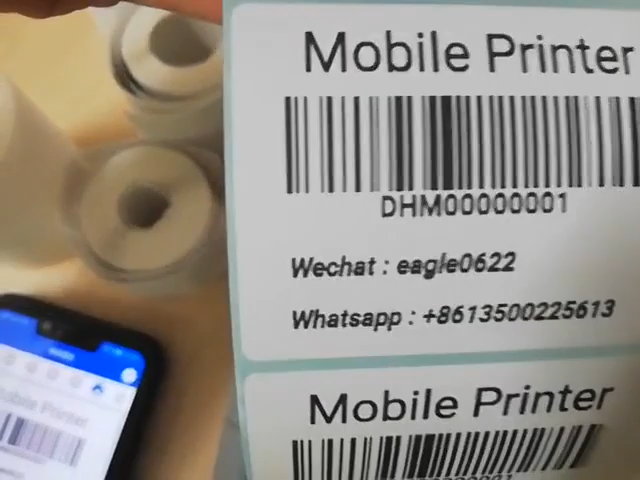 Mobile Printer
DHM00000001
Wechat : eagle0622
Whatsapp : +8613500225613
Mobile Printer
Mobile Printer